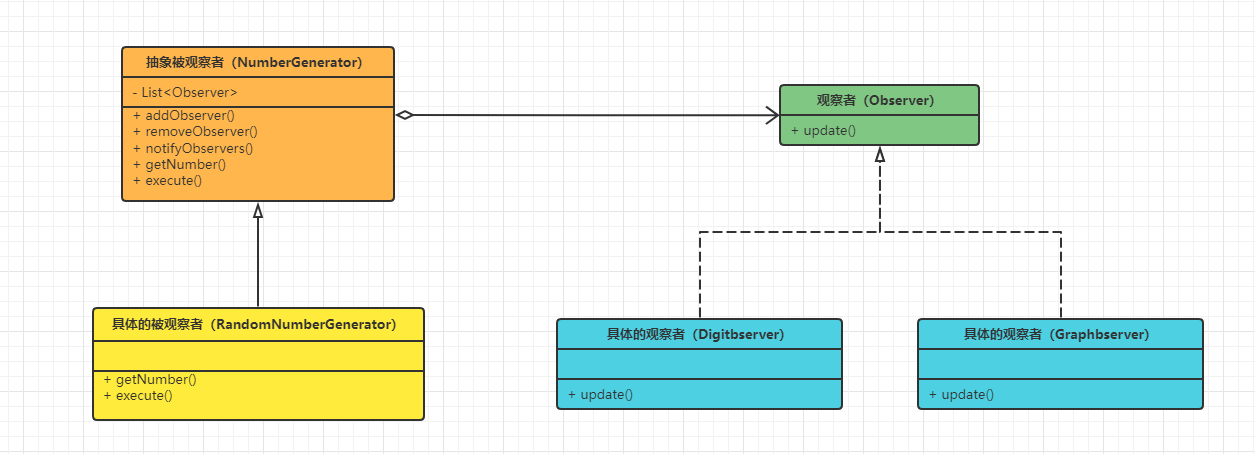 抽象被观察者（NumberGenerator）
- List<Observer>
+ addObserver()
+ removeObserver()
+ notifyObservers()
+ getNumber()
+ execute()
观察者（Observer）
+ update()
具体的被观察者（RandomNumberGenerator）
+ getNumber()
+ execute()
具体的观察者（Digitbserver）
+ update()
具体的观察者（Graphbserver）
+ update()